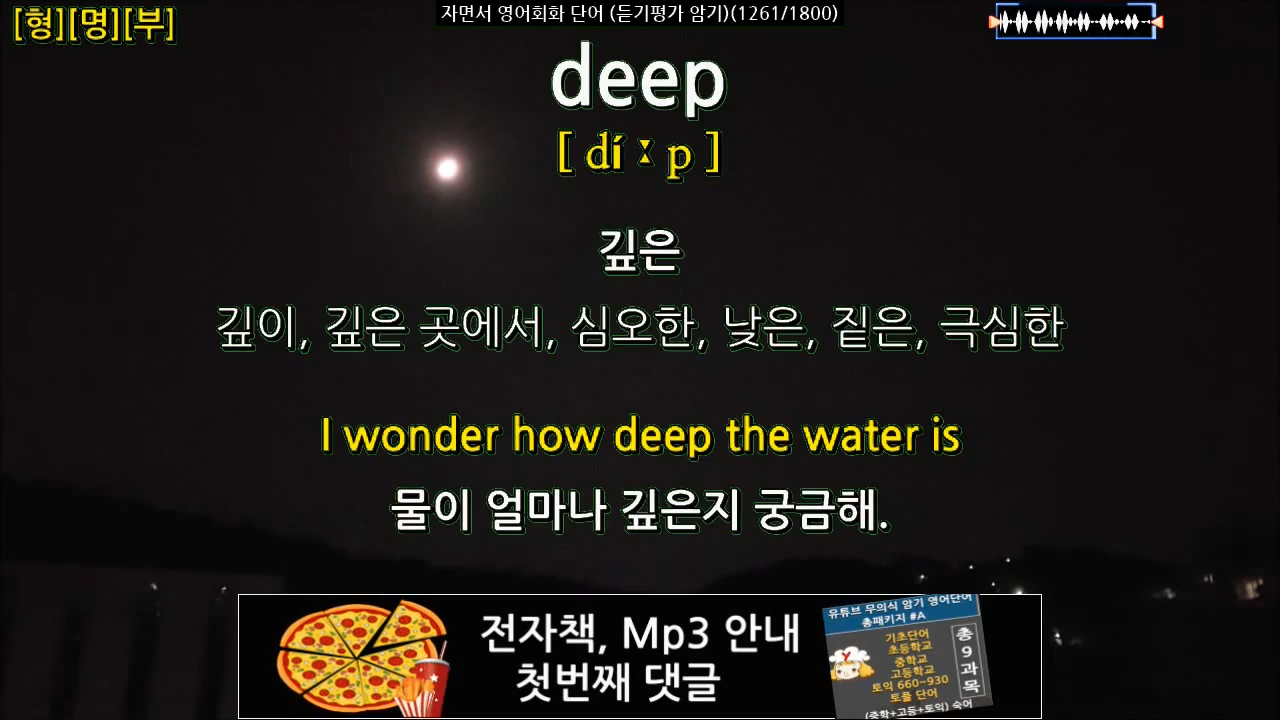 자면서 영어회화 단어 (듣기평가 암기)(1261/1800)
[형][명][부]
deep
[ dí ː p ]
깊은
깊이, 깊은 곳에서, 심오한, 낮은, 짙은, 극심한
I wonder how deep the water is
물이 얼마나 깊은지 궁금해.
전자책, Mp3 안내
첫번째 댓글
유튜브 무의식 암기 영어단어
총패키지 #A
기초단어
초등학교
중학교
고등학교
토익 660-930
토플 단어
(중학+고등+토익) 숙어
총9과목